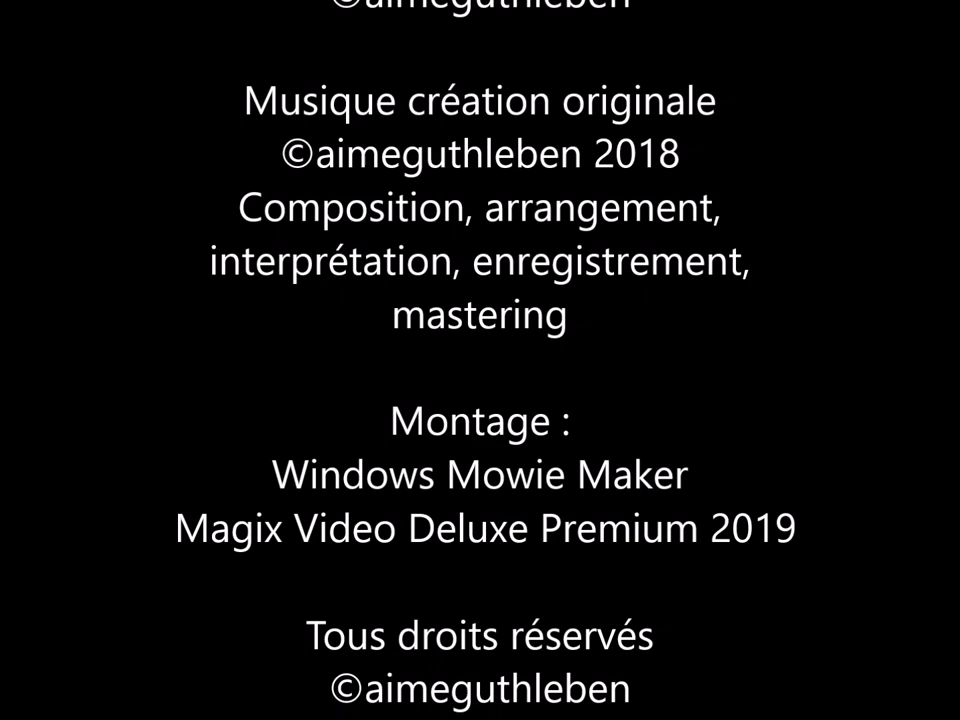 ©aimeguthleben
Musique création originale
©aimeguthleben 2018
Composition, arrangement,
interprétation, enregistrement,
mastering
Montage :
Windows Mowie Maker
Magix Video Deluxe Premium 2019
Tous droits réservés
©aimeguthleben